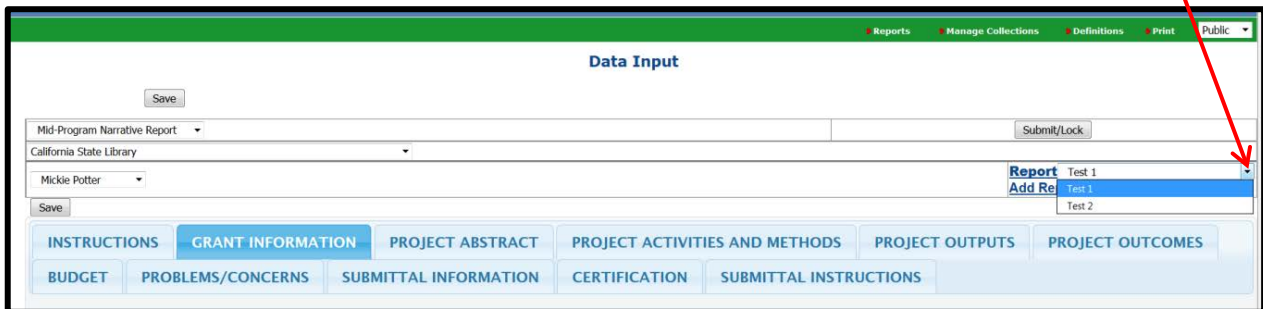 Reports Manage Collections Definitions Print Public
Data Input
Save
Mid-Program Narrative Report Submit/Lock
California State Library
Mickie Potter Report Test 1
Add Re Test 1
Save Test 2
INSTRUCTIONS GRANT INFORMATION PROJECT ABSTRACT PROJECT ACTIVITIES AND METHODS PROJECT OUTPUTS PROJECT OUTCOMES
BUDGET PROBLEMS/CONCERNS SUBMITTAL INFORMATION CERTIFICATION SUBMITTAL INSTRUCTIONS